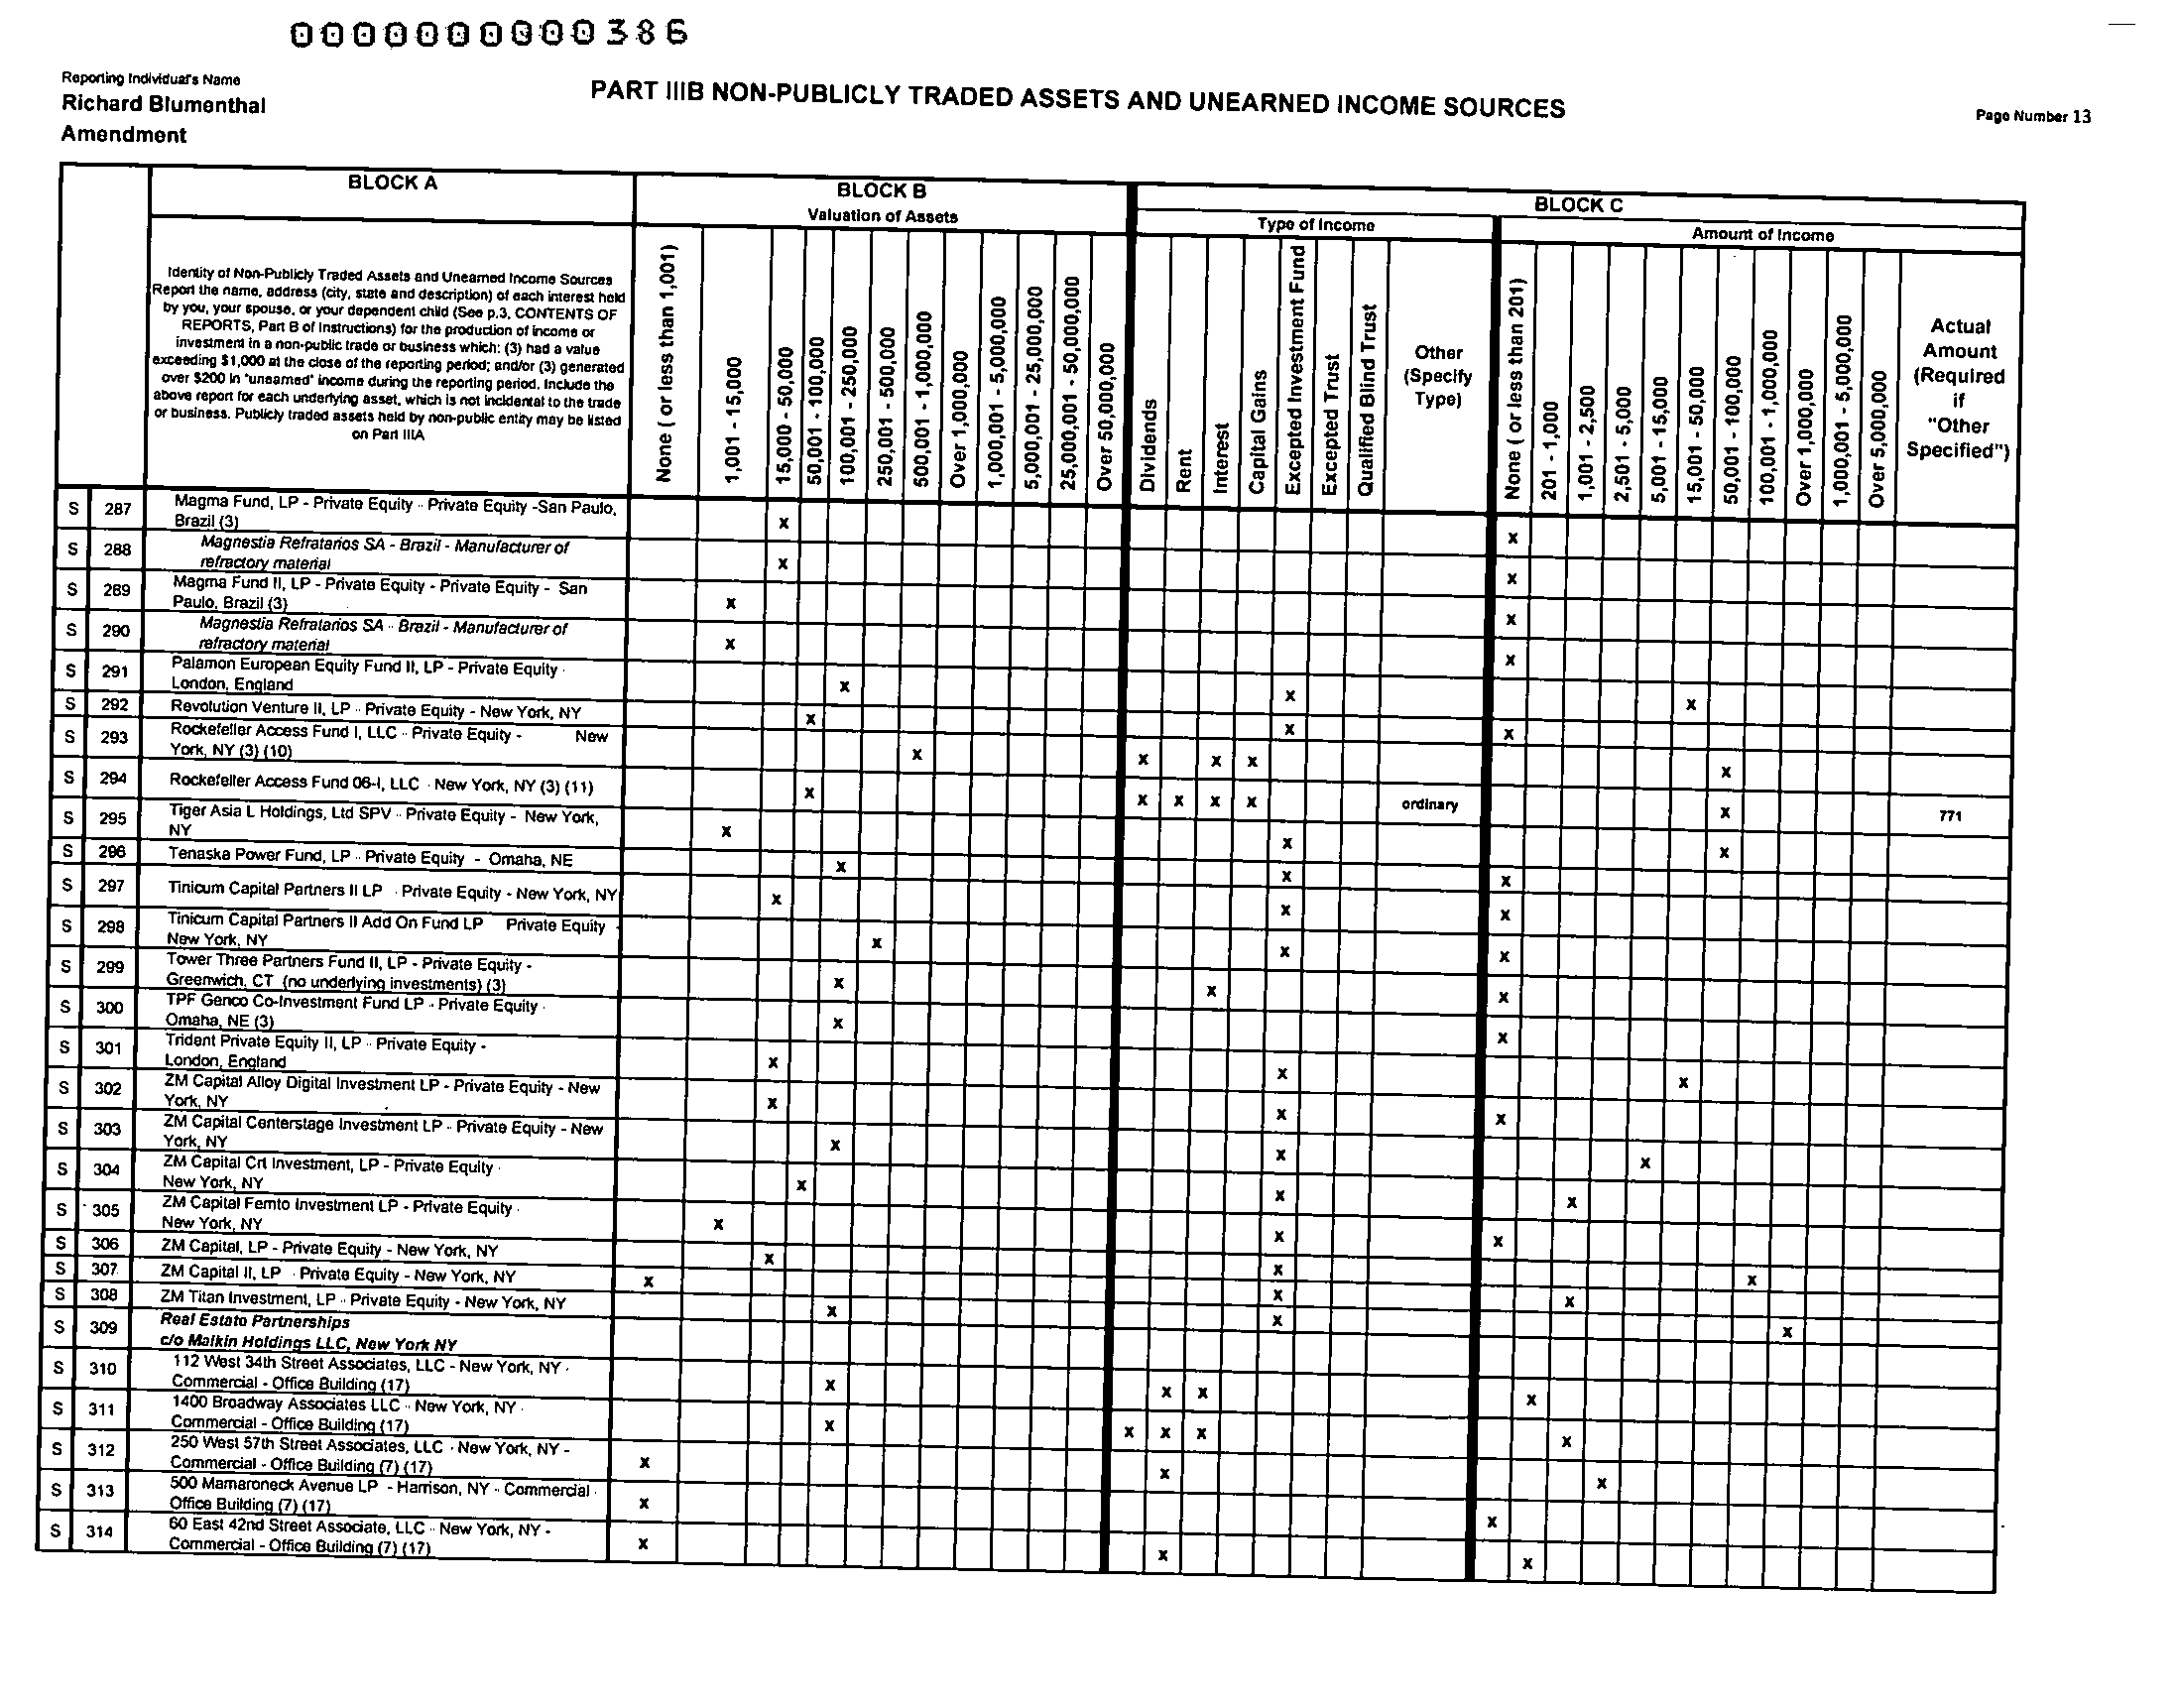 0000000000386
Reporting Individual's Name
Richard Blumenthal
Amendment
PART IIIB NON-PUBLICLY TRADED ASSETS AND UNEARNED INCOME SOURCES
Page Number 13
BLOCK A
BLOCK B
Valuation of Assets
BLOCK C
Type of Income
Amount of Income
Identity of Non-Publicly Traded Assets and Unearned Income Sources
Report the name, address (city, state and description) of each interest held
by you, your spouse, or your dependent child (See p.3, CONTENTS OF
REPORTS, Part B of Instructions) for the production of income or
investment in a non-public trade or business which: (3) had a value
exceeding $1,000 at the close of the reporting period; and/or (3) generated
over $200 in "unearned" income during the reporting period. Include the
above report for each underlying asset, which is not incidental to the trade
or business. Publicly traded assets held by non-public entity may be listed
on Part IIIA
None ( or less than 1,001)
1,001 - 15,000
15,000 - 50,000
50,001 - 100,000
100,001 - 250,000
250,001 - 500,000
500,001 - 1,000,000
Over 1,000,000
1,000,001 - 5,000,000
5,000,001 - 25,000,000
25,000,001 - 50,000,000
Over 50,000,000
Dividends
Rent
Interest
Capital Gains
Excepted Investment Fund
Excepted Trust
Qualified Blind Trust
Other
(Specify
Type)
None ( or less than 201)
201 - 1,000
1,001 - 2,500
2,501 - 5,000
5,001 - 15,000
15,001 - 50,000
50,001 - 100,000
100,001 - 1,000,000
Over 1,000,000
1,000,001 - 5,000,000
Over 5,000,000
Actual
Amount
(Required
if
"Other
Specified")
S 287 Magma Fund, LP - Private Equity - Private Equity -San Paulo,
Brazil (3) x x
S 288 Magnestia Refratarios SA - Brazil - Manufacturer of
refractory material x x
S 289 Magma Fund II, LP - Private Equity - Private Equity - San
Paulo, Brazil (3) x x
S 290 Magnestia Refratarios SA - Brazil - Manufacturer of
refractory material x x
S 291 Palamon European Equity Fund II, LP - Private Equity -
London, England x x x
S 292 Revolution Venture II, LP - Private Equity - New York, NY x x x
S 293 Rockefeller Access Fund I, LLC - Private Equity - New
York, NY (3) (10) x x x x x
S 294 Rockefeller Access Fund 06-I, LLC - New York, NY (3) (11) x x x x x ordinary x 771
S 295 Tiger Asia L Holdings, Ltd SPV - Private Equity - New York,
NY x x x
S 296 Tenaska Power Fund, LP - Private Equity - Omaha, NE x x x
S 297 Tinicum Capital Partners II LP - Private Equity - New York, NY x x x
S 298 Tinicum Capital Partners II Add On Fund LP Private Equity -
New York, NY x x x
S 299 Tower Three Partners Fund II, LP - Private Equity -
Greenwich, CT (no underlying investments) (3) x x x
S 300 TPF Genco Co-Investment Fund LP - Private Equity -
Omaha, NE (3) x x
S 301 Trident Private Equity II, LP - Private Equity -
London, England x x x
S 302 ZM Capital Alloy Digital Investment LP - Private Equity - New
York, NY x x x
S 303 ZM Capital Centerstage Investment LP - Private Equity - New
York, NY x x x
S 304 ZM Capital Crt Investment, LP - Private Equity -
New York, NY x x x
S 305 ZM Capital Femto Investment LP - Private Equity -
New York, NY x x x
S 306 ZM Capital, LP - Private Equity - New York, NY x x x
S 307 ZM Capital II, LP - Private Equity - New York, NY x x x
S 308 ZM Titan Investment, LP - Private Equity - New York, NY x x x
S 309 Real Estate Partnerships
c/o Malkin Holdings LLC, New York NY
S 310 112 West 34th Street Associates, LLC - New York, NY -
Commercial - Office Building (17) x x x x
S 311 1400 Broadway Associates LLC - New York, NY -
Commercial - Office Building (17) x x x x x
S 312 250 West 57th Street Associates, LLC - New York, NY -
Commercial - Office Building (7) (17) x x x
S 313 500 Mamaroneck Avenue LP - Harrison, NY - Commercial -
Office Building (7) (17) x x
S 314 60 East 42nd Street Associate, LLC - New York, NY -
Commercial - Office Building (7) (17) x x x